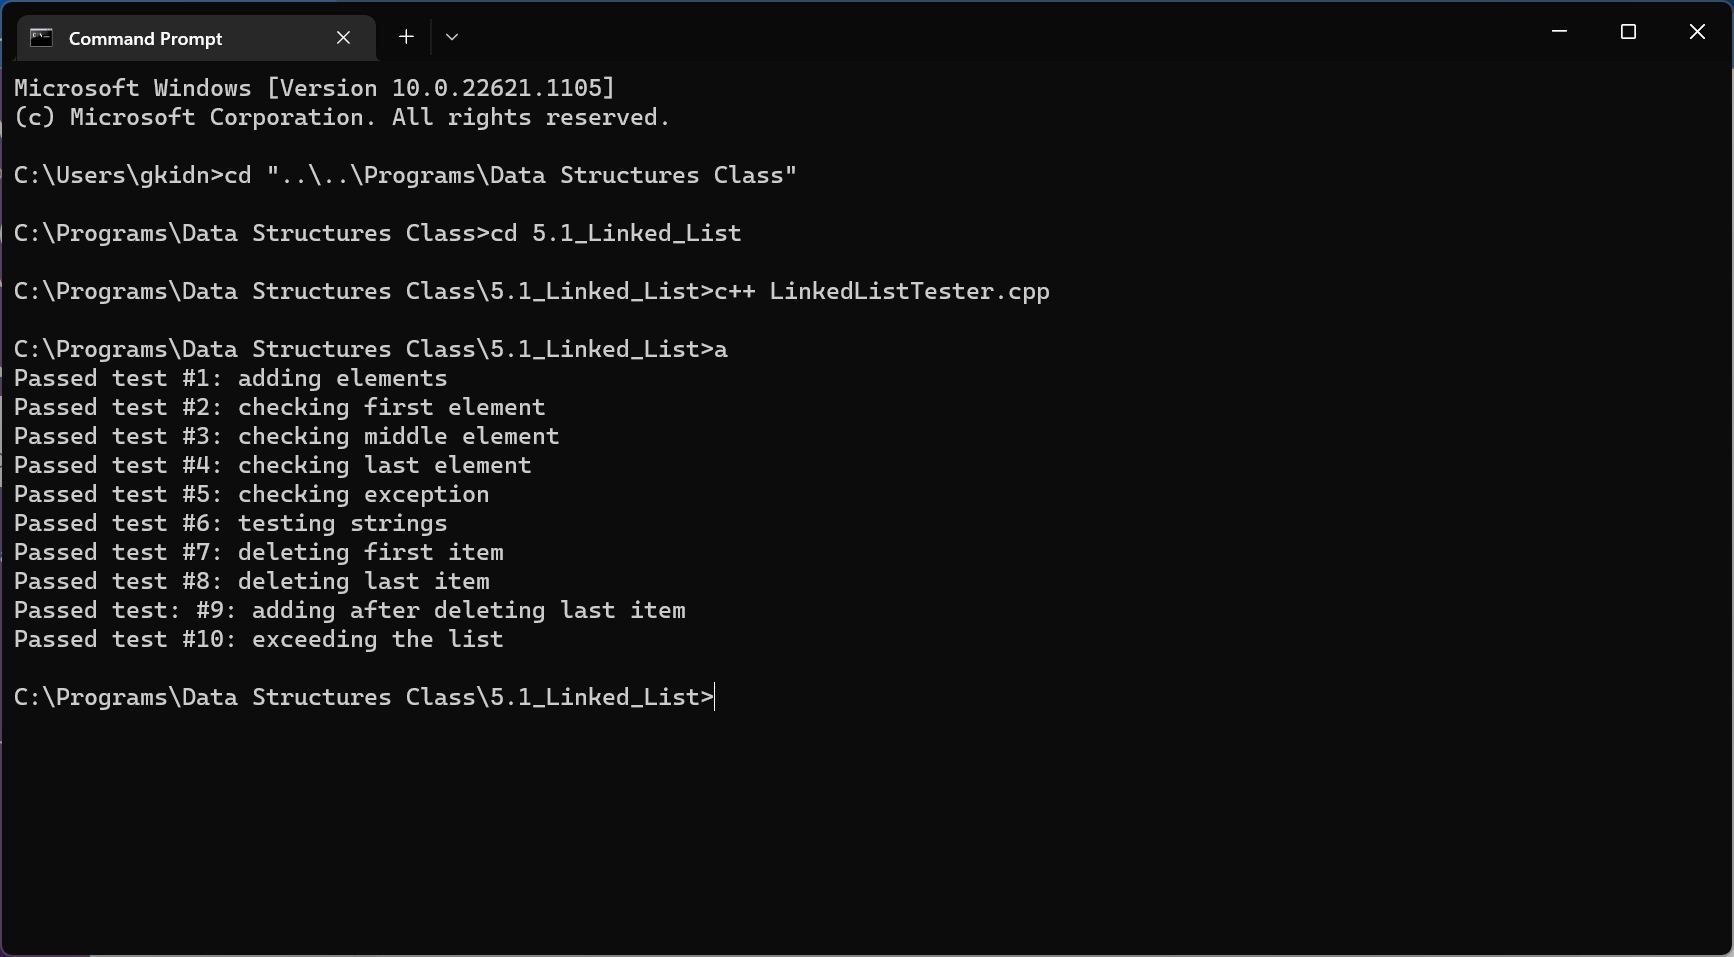 Command Prompt
Microsoft Windows [Version 10.0.22621.1105]
(c) Microsoft Corporation. All rights reserved.
C:\Users\gkidn>cd "..\..\Programs\Data Structures Class"
C:\Programs\Data Structures Class>cd 5.1_Linked_List
C:\Programs\Data Structures Class\5.1_Linked_List>c++ LinkedListTester.cpp
C:\Programs\Data Structures Class\5.1_Linked_List>a
Passed test #1: adding elements
Passed test #2: checking first element
Passed test #3: checking middle element
Passed test #4: checking last element
Passed test #5: checking exception
Passed test #6: testing strings
Passed test #7: deleting first item
Passed test #8: deleting last item
Passed test: #9: adding after deleting last item
Passed test #10: exceeding the list
C:\Programs\Data Structures Class\5.1_Linked_List>